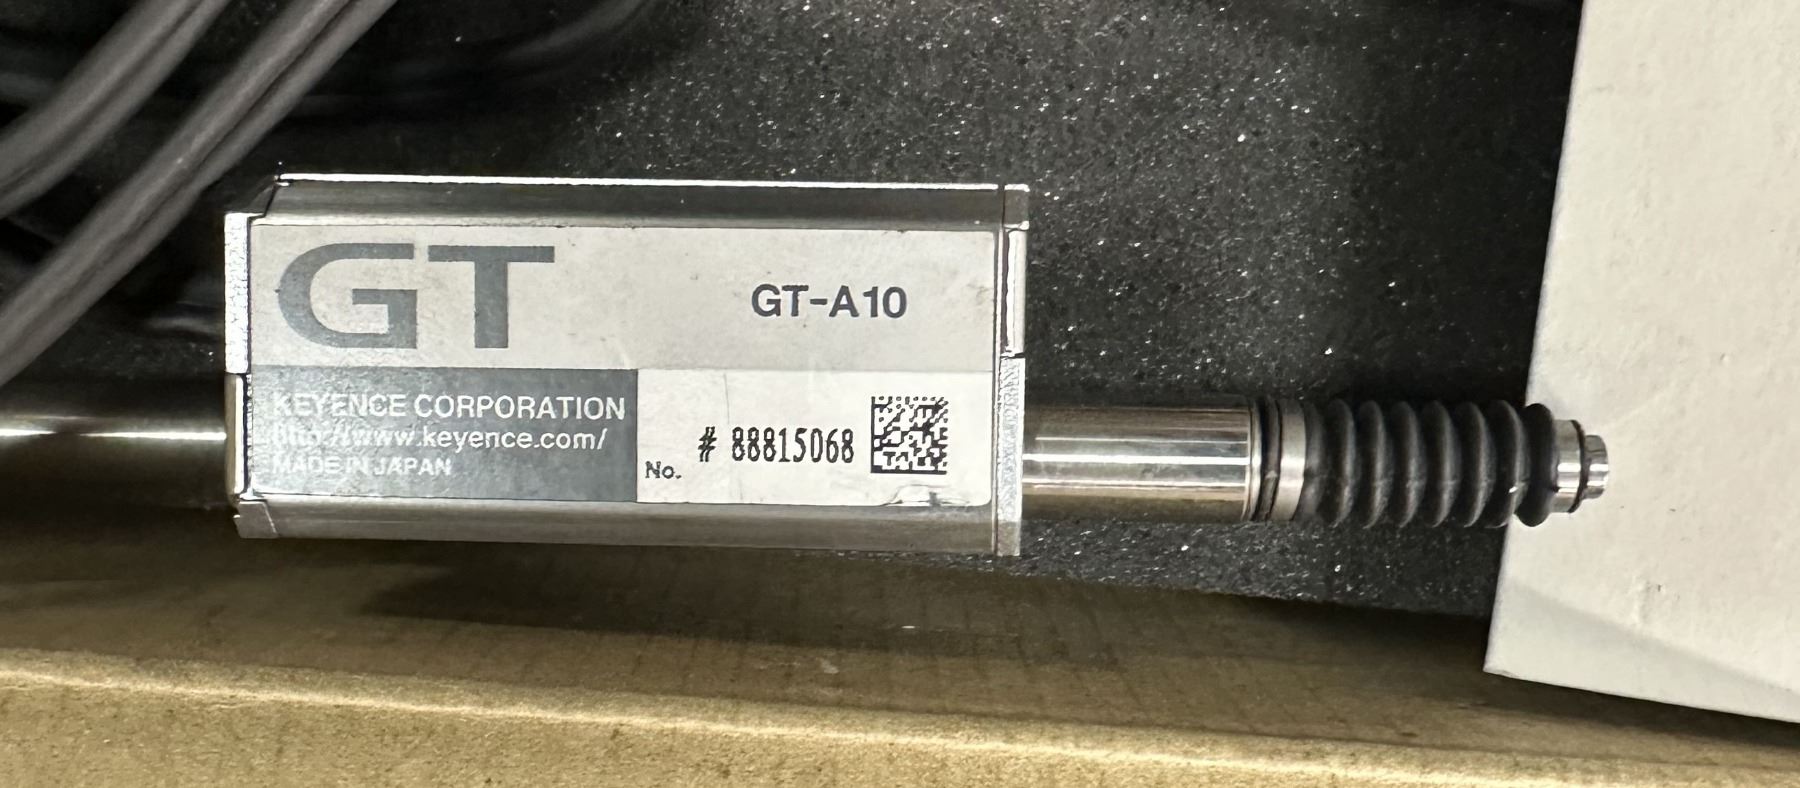 GT
GT-A10
KEYENCE CORPORATION
http://www.keyence.com/
MADE IN JAPAN
No. # 88815068